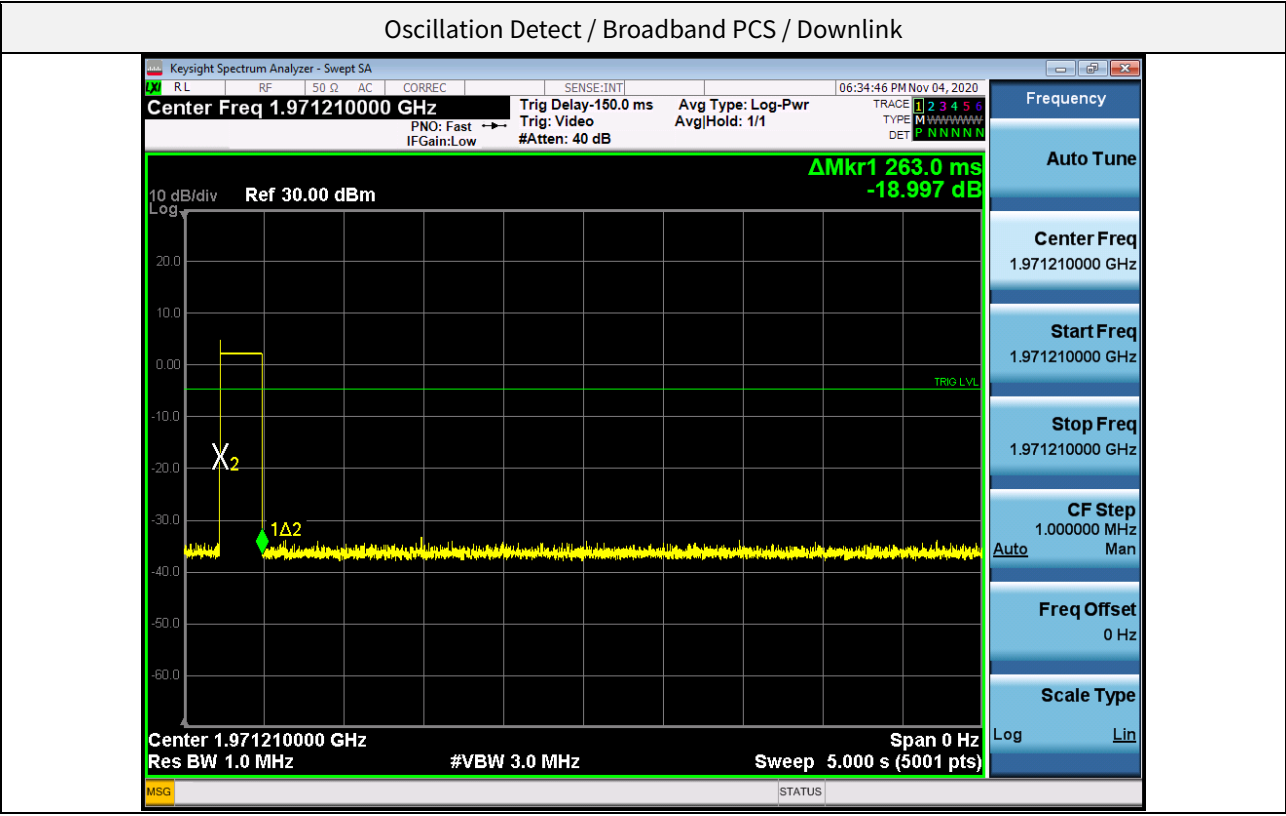 Oscillation Detect / Broadband PCS / Downlink
Keysight Spectrum Analyzer - Swept SA
LXI RL RF 50 Ω AC CORREC SENSE:INT 06:34:46 PM Nov 04, 2020
Center Freq 1.971210000 GHz
PNO: Fast
IFGain:Low
Trig Delay-150.0 ms
Trig: Video
#Atten: 40 dB
Avg Type: Log-Pwr
Avg|Hold: 1/1
TRACE 1 2 3 4 5 6
TYPE M WWWWW
DET P N N N N N
ΔMkr1 263.0 ms
-18.997 dB
10 dB/div Ref 30.00 dBm
Log
20.0
10.0
0.00
TRIG LVL
-10.0
2
-20.0
-30.0
1Δ2
-40.0
-50.0
-60.0
Center 1.971210000 GHz Span 0 Hz
Res BW 1.0 MHz #VBW 3.0 MHz Sweep 5.000 s (5001 pts)
MSG STATUS
Frequency
Auto Tune
Center Freq
1.971210000 GHz
Start Freq
1.971210000 GHz
Stop Freq
1.971210000 GHz
CF Step
1.000000 MHz
Auto Man
Freq Offset
0 Hz
Scale Type
Log Lin